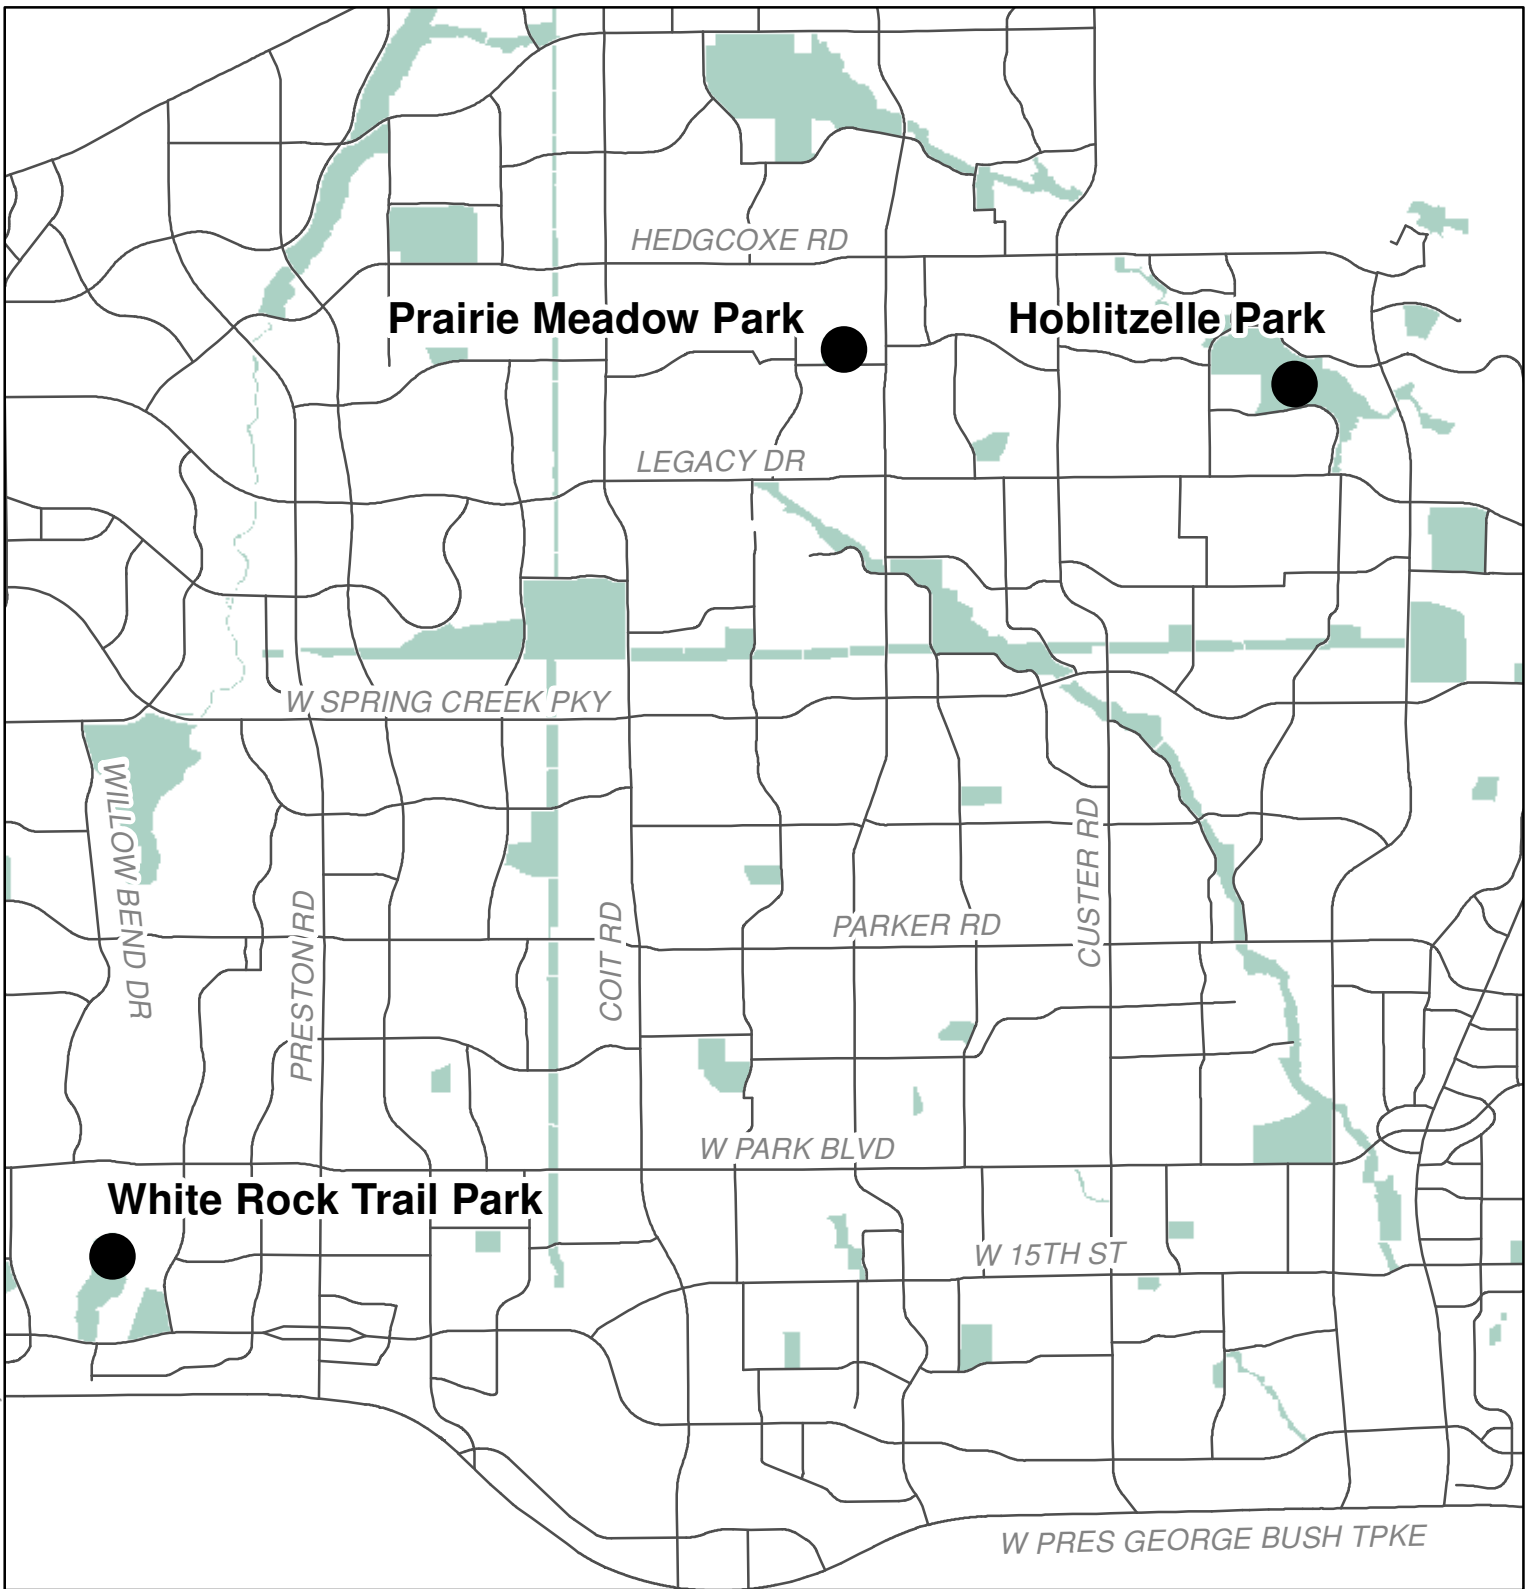 HEDGCOXE RD
Prairie Meadow Park
Hoblitzelle Park
LEGACY DR
W SPRING CREEK PKY
WILLOW BEND DR
PRESTON RD
COIT RD
PARKER RD
CUSTER RD
W PARK BLVD
White Rock Trail Park
W 15TH ST
W PRES GEORGE BUSH TPKE